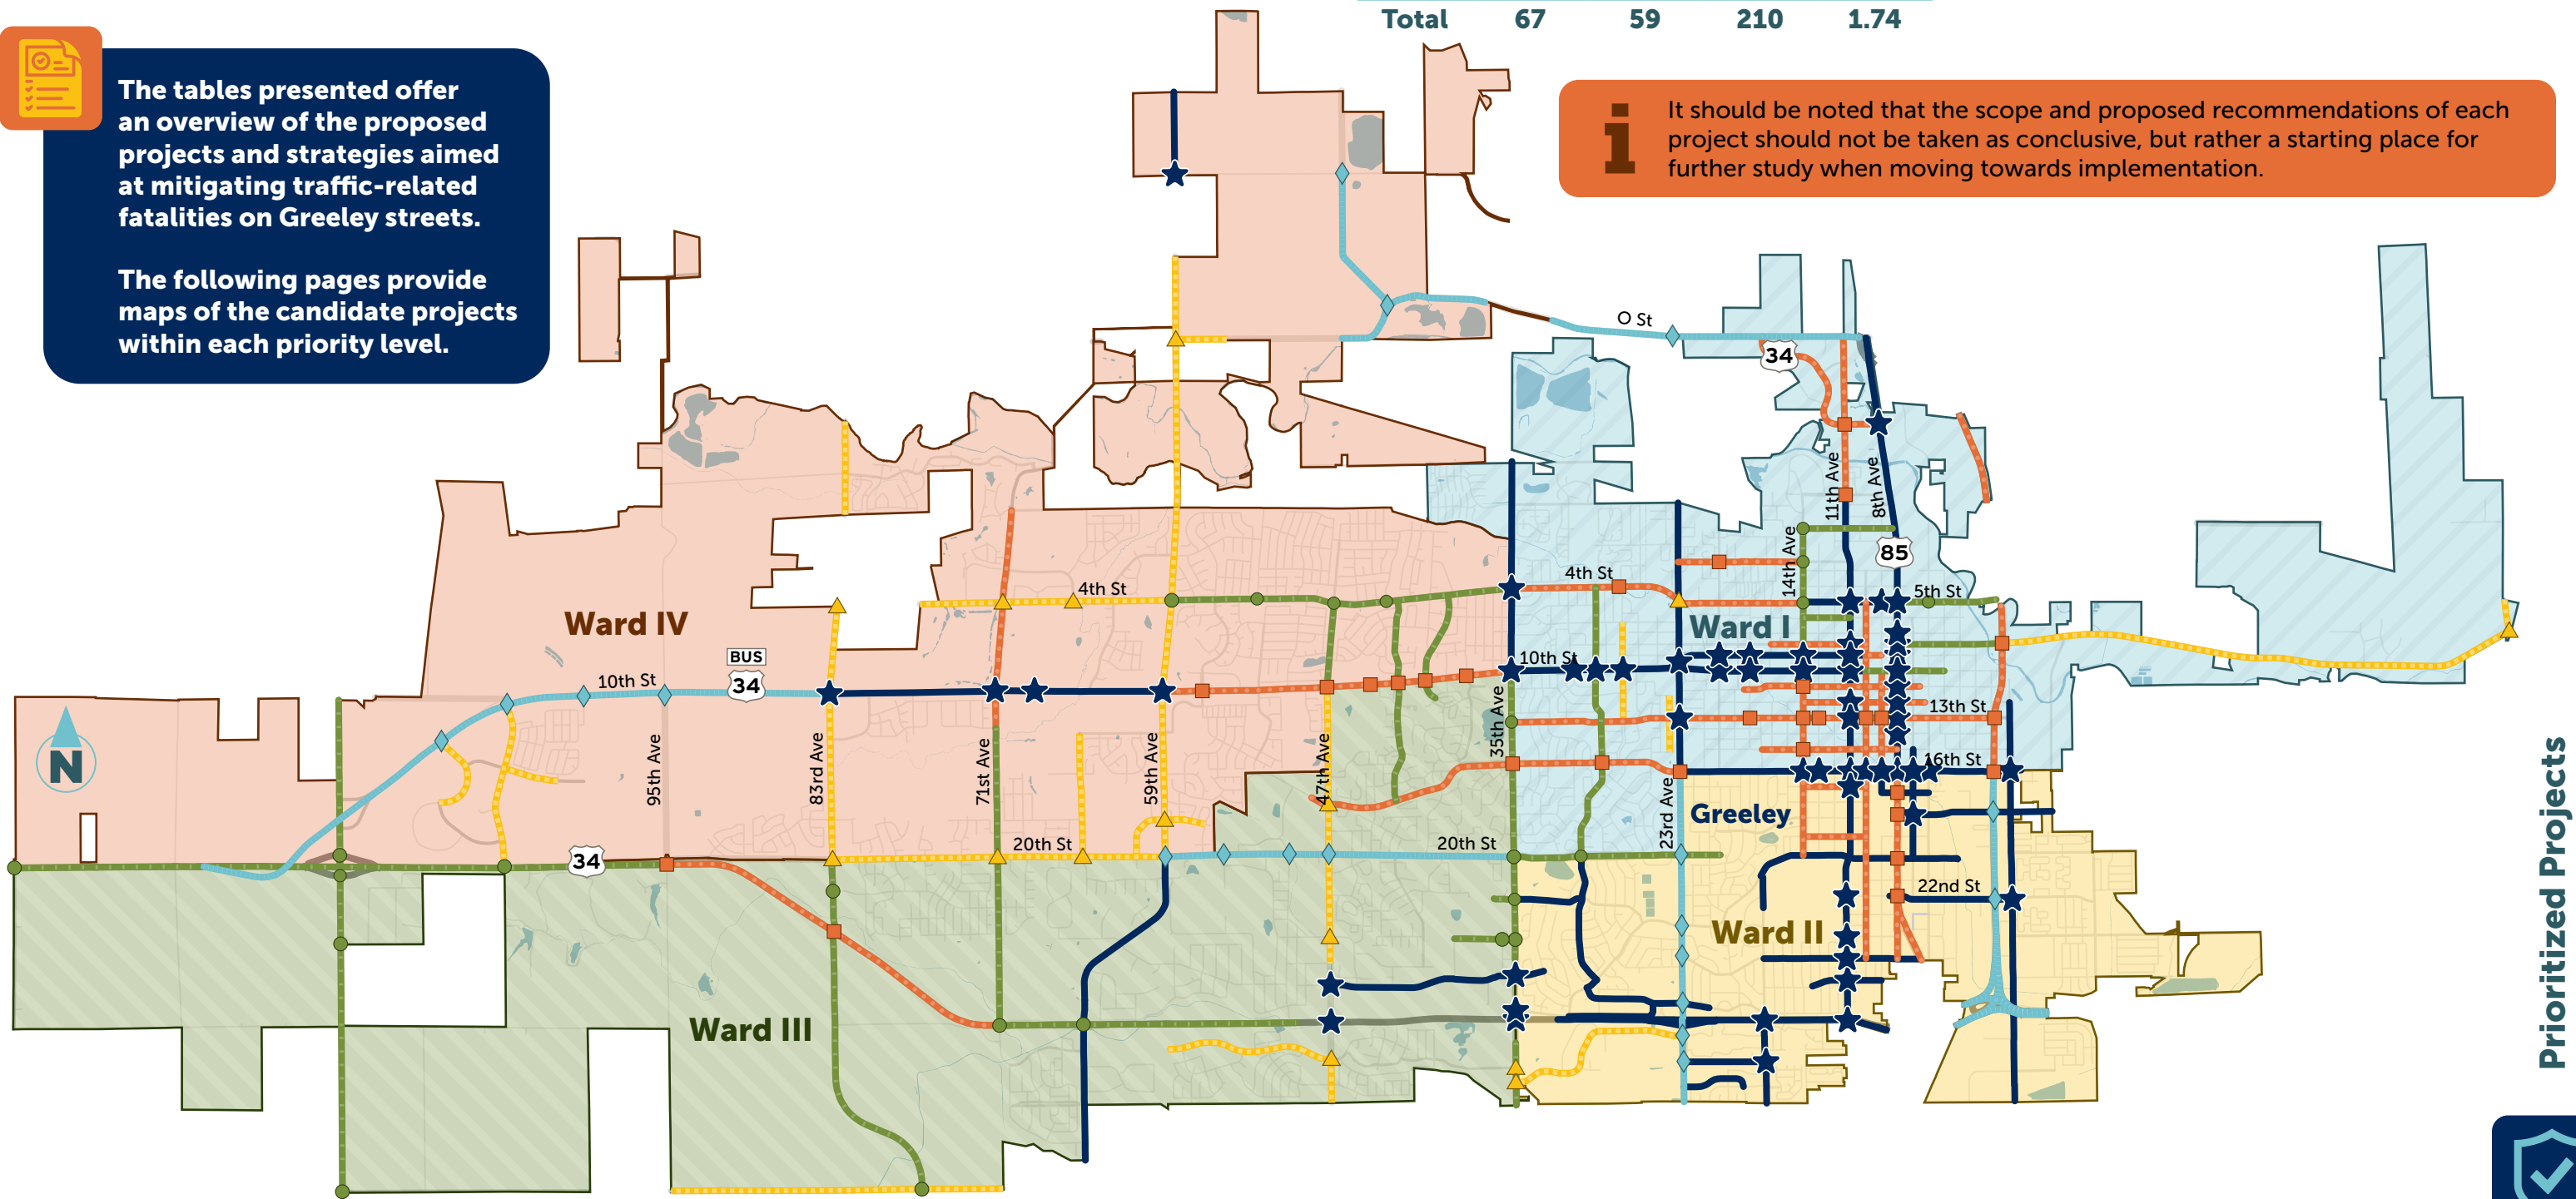 Total 67 59 210 1.74
The tables presented offer
an overview of the proposed
projects and strategies aimed
at mitigating traffic-related
fatalities on Greeley streets.
The following pages provide
maps of the candidate projects
within each priority level.
i
It should be noted that the scope and proposed recommendations of each
project should not be taken as conclusive, but rather a starting place for
further study when moving towards implementation.
O St
34
11th Ave
8th Ave
14th Ave
85
4th St
4th St
5th St
Ward IV
Ward I
BUS
34
10th St
10th St
35th Ave
13th St
N
95th Ave
83rd Ave
71st Ave
59th Ave
47th Ave
23rd Ave
16th St
Greeley
34
20th St
20th St
22nd St
Ward II
Ward III
Prioritized Projects